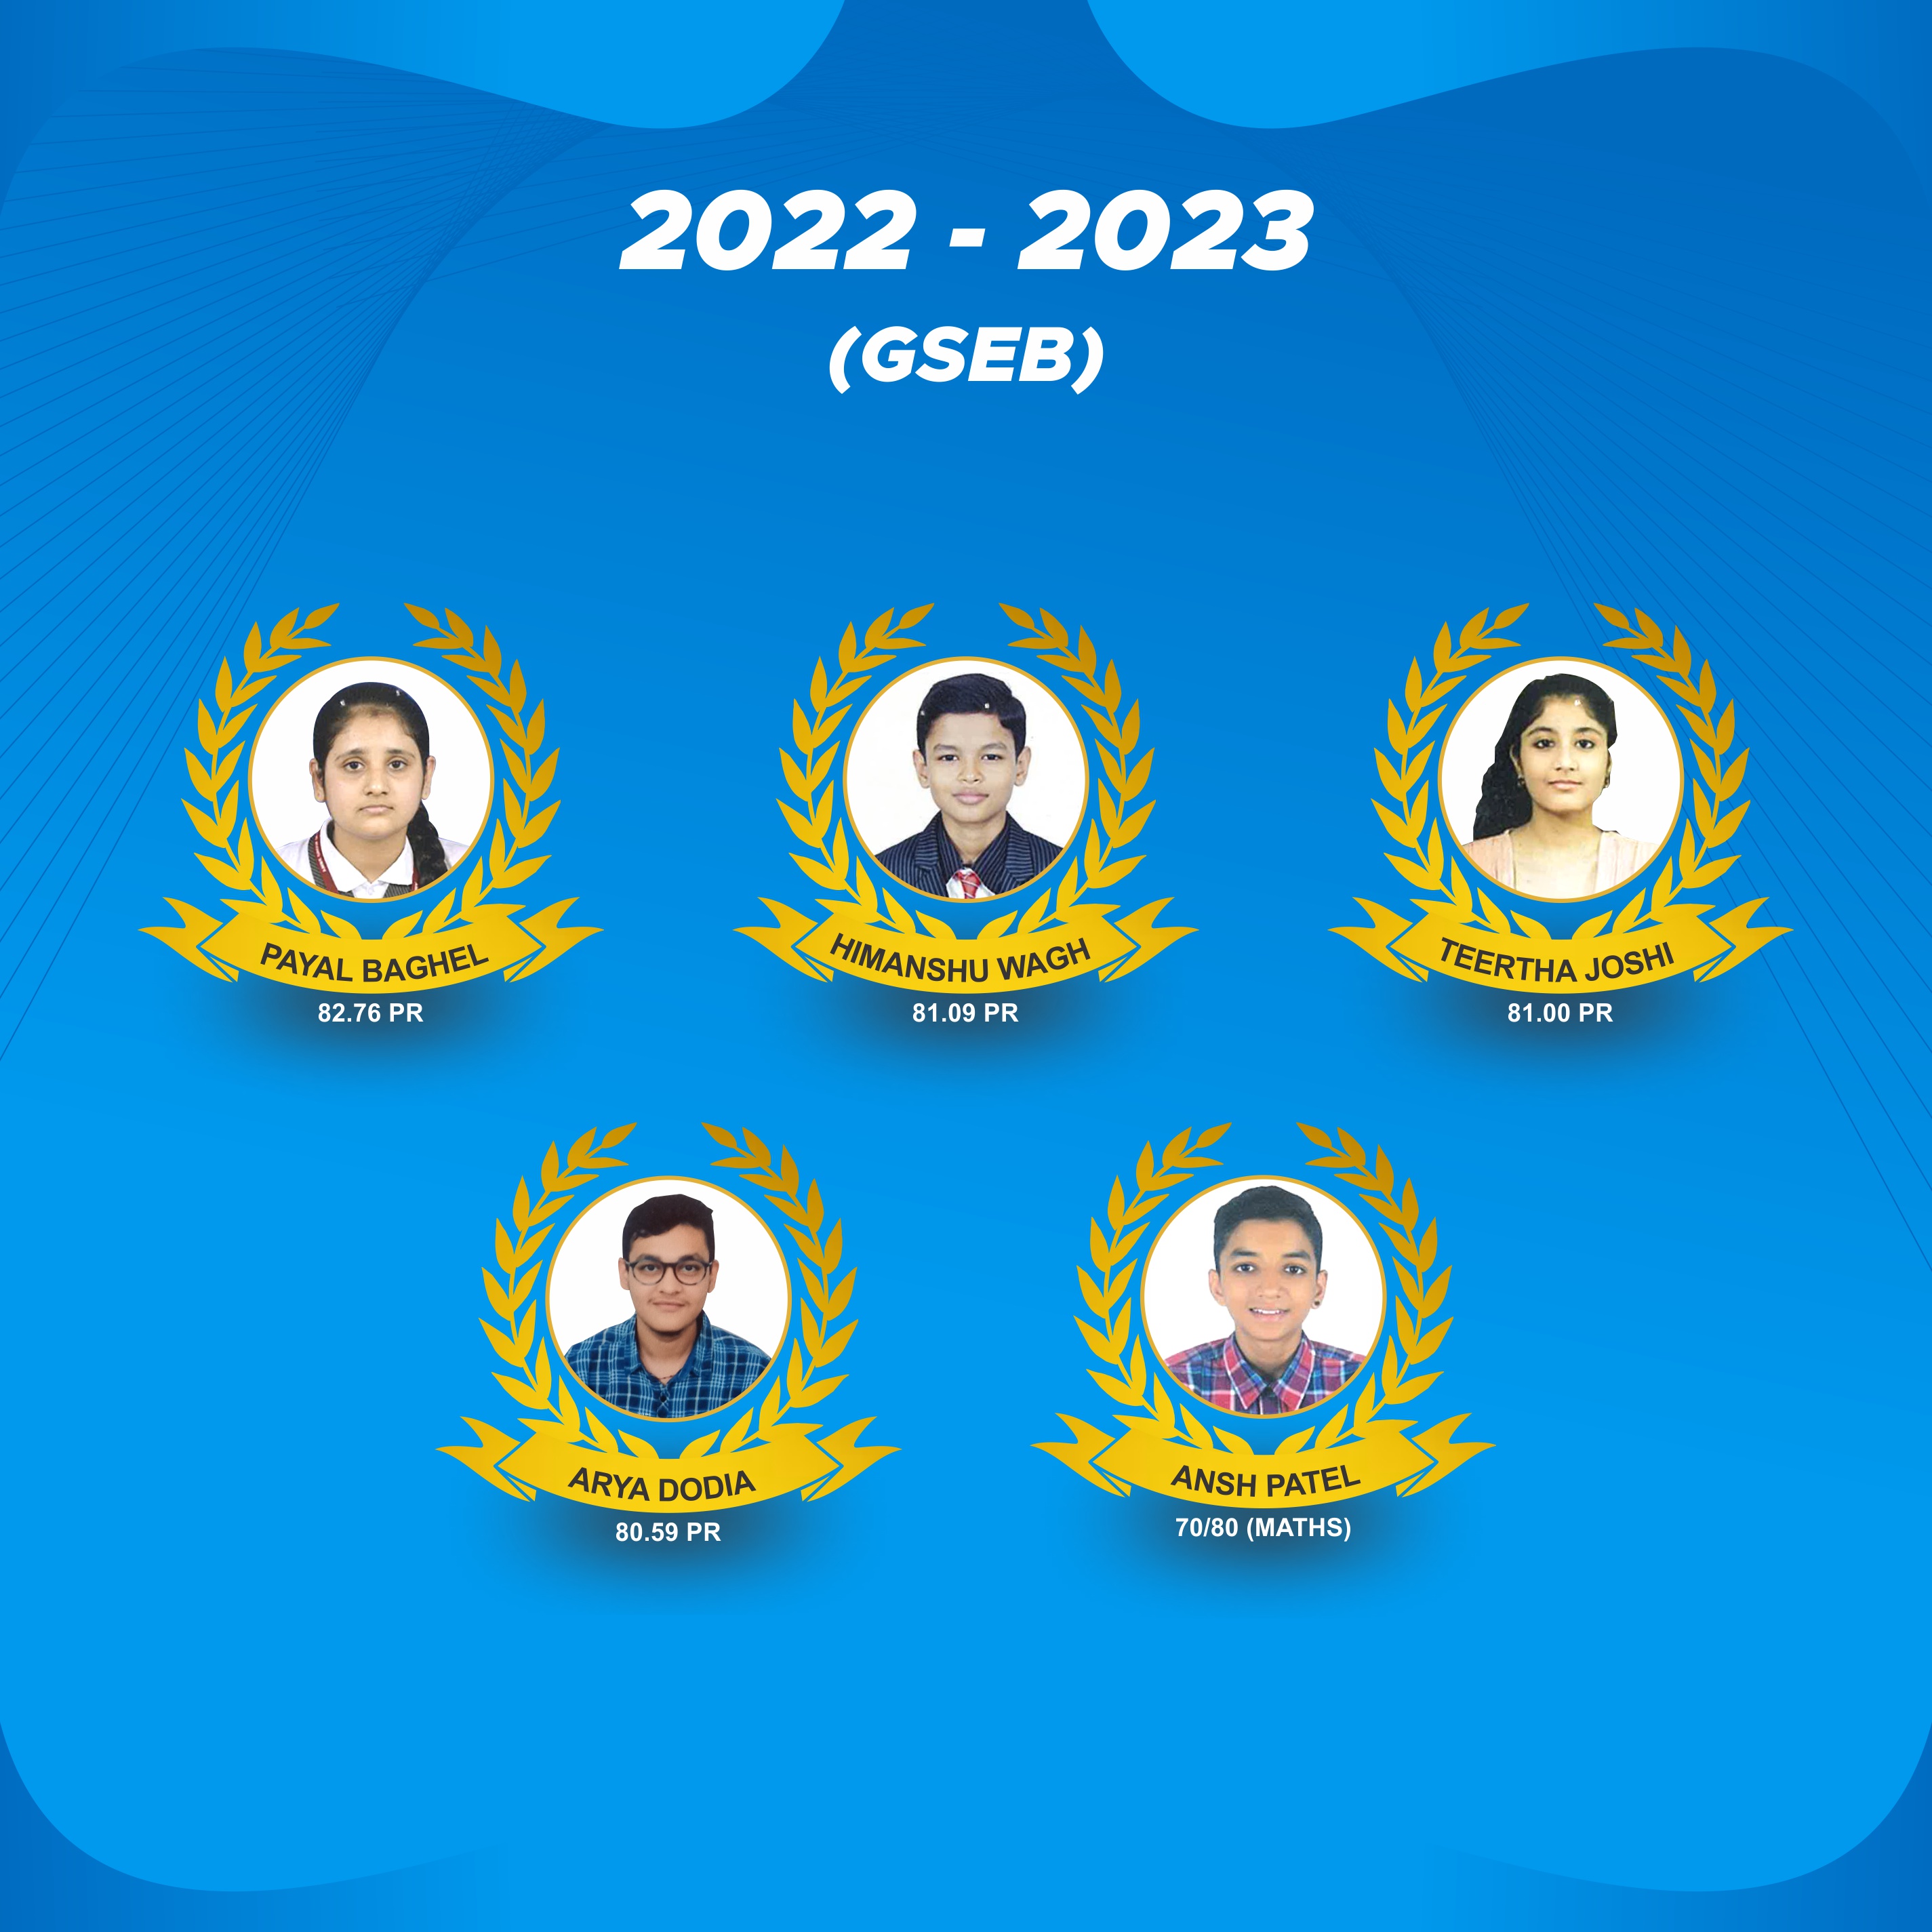 2022 - 2023
(GSEB)
PAYAL BAGHEL
82.76 PR
HIMANSHU WAGH
81.09 PR
TEERTHA JOSHI
81.00 PR
ARYA DODIA
80.59 PR
ANSH PATEL
70/80 (MATHS)